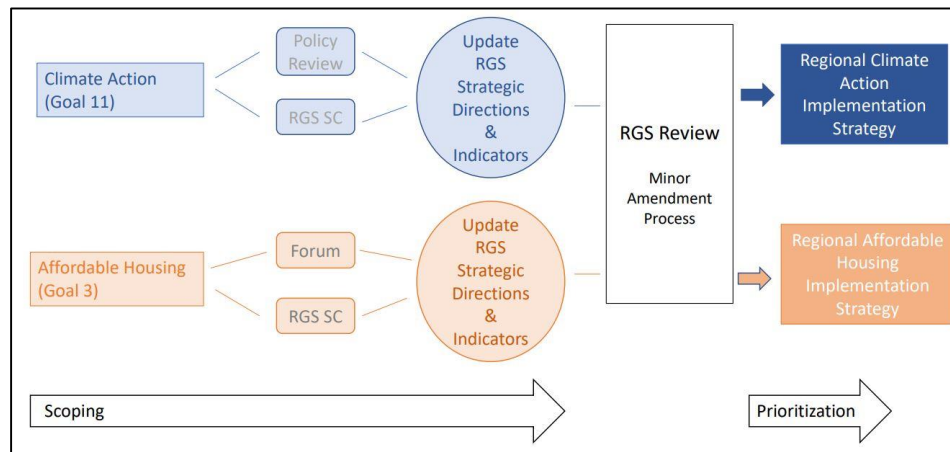 Climate Action
(Goal 11)
Policy
Review
RGS SC
Update
RGS
Strategic
Directions
&
Indicators
Affordable Housing
(Goal 3)
Forum
RGS SC
Update
RGS
Strategic
Directions
&
Indicators
RGS Review
Minor
Amendment
Process
Regional Climate
Action
Implementation
Strategy
Regional Affordable
Housing
Implementation
Strategy
Scoping
Prioritization